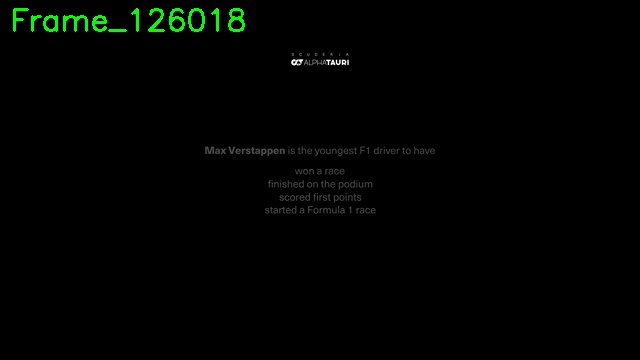 Frame_126018
SCUDERIA
ALPHATAURI
Max Verstappen is the youngest F1 driver to have
won a race
finished on the podium
scored first points
started a Formula 1 race